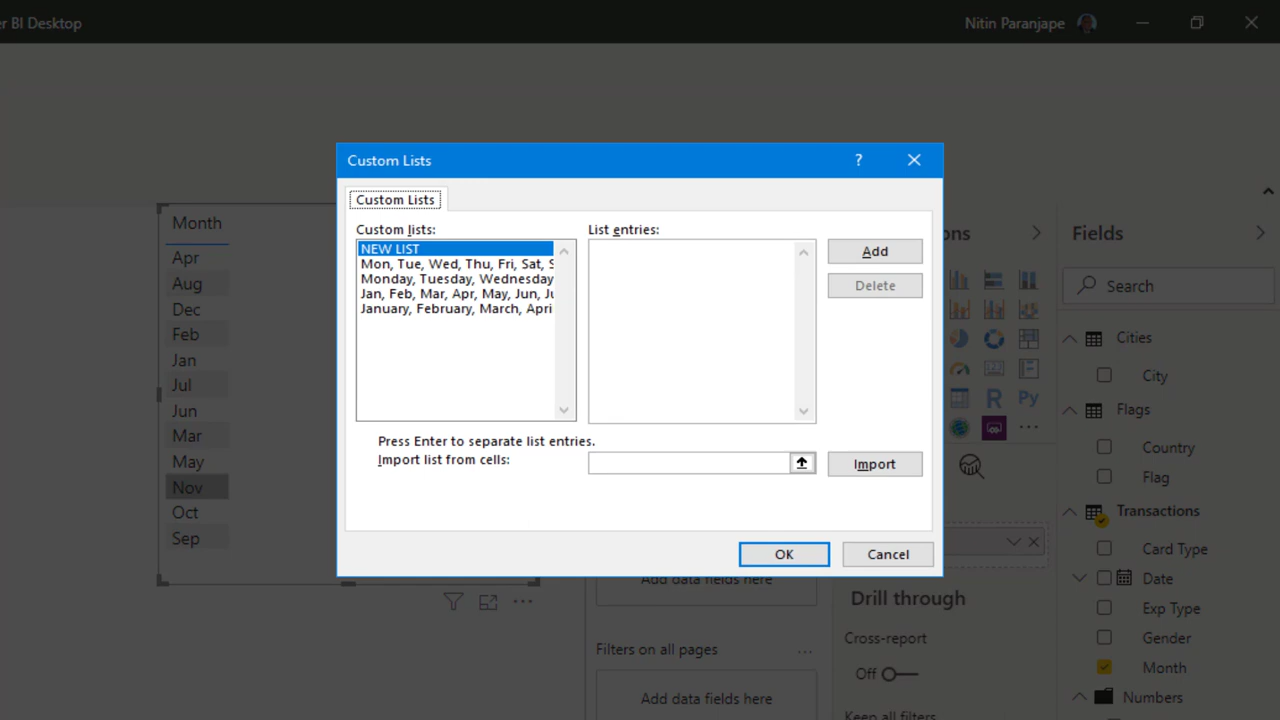 er BI Desktop
Nitin Paranjape
Custom Lists
?
Custom Lists
Custom lists:
List entries:
NEW LIST
Mon, Tue, Wed, Thu, Fri, Sat, S
Monday, Tuesday, Wednesday
Jan, Feb, Mar, Apr, May, Jun, Ju
January, February, March, April
Add
Delete
Press Enter to separate list entries.
Import list from cells:
Import
OK
Cancel
Month
Apr
Aug
Dec
Feb
Jan
Jul
Jun
Mar
May
Nov
Oct
Sep
Add data fields here
Filters on all pages
...
Add data fields here
ons
R
Py
Drill through
Cross-report
Off
Keep all filters
Fields
Search
Cities
City
Flags
Country
Flag
Transactions
Card Type
Date
Exp Type
Gender
Month
Numbers